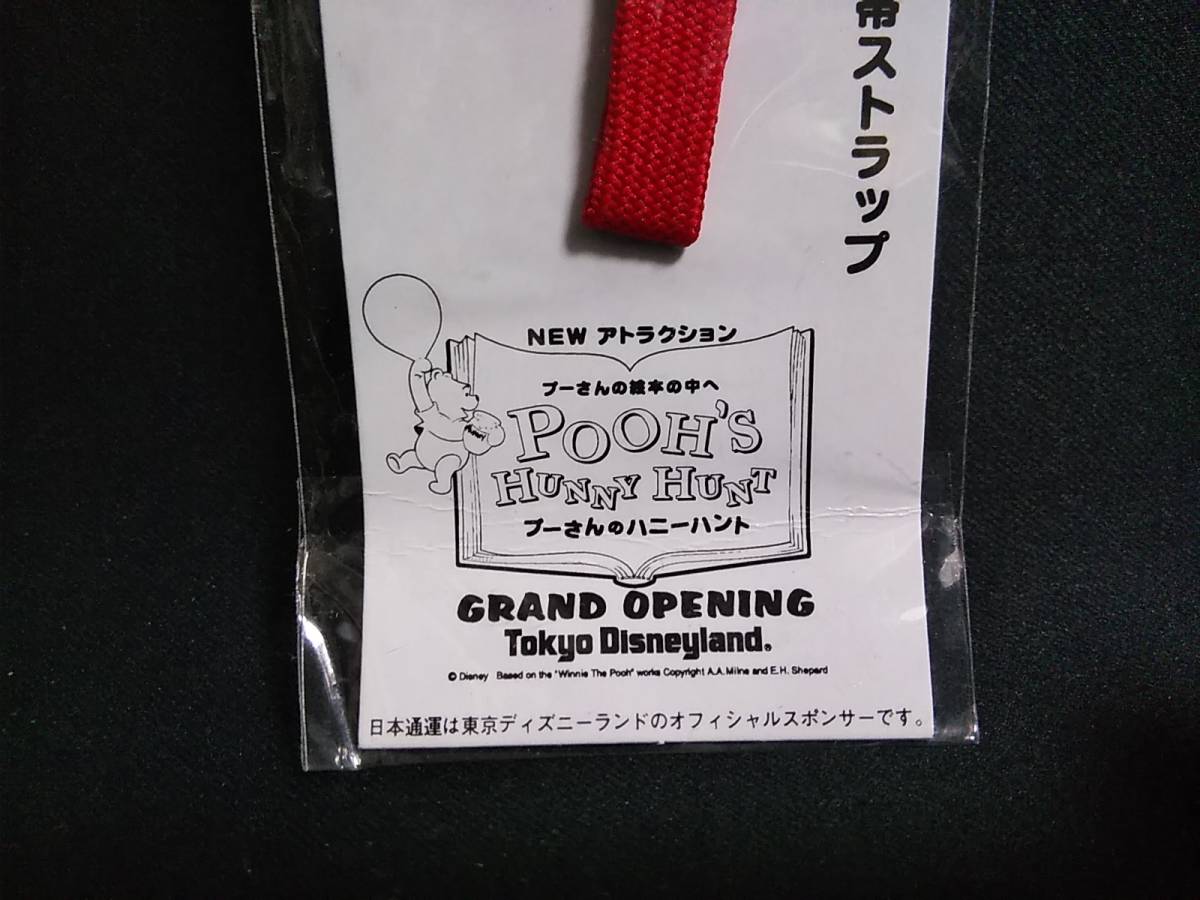 帯ストラップ
NEW アトラクション
プーさんの絵本の中へ
POOH'S
HUNNY HUNT
プーさんのハニーハント
GRAND OPENING
Tokyo Disneyland®
© Disney Based on the "Winnie The Pooh" works Copyright A.A. Milne and E.H. Shepard
日本通運は東京ディズニーランドのオフィシャルスポンサーです。